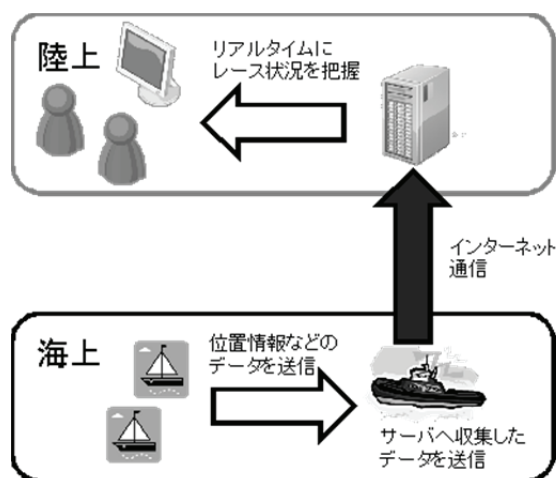 陸上
リアルタイムに
レース状況を把握
インターネット
通信
海上
位置情報などの
データを送信
サーバへ収集した
データを送信